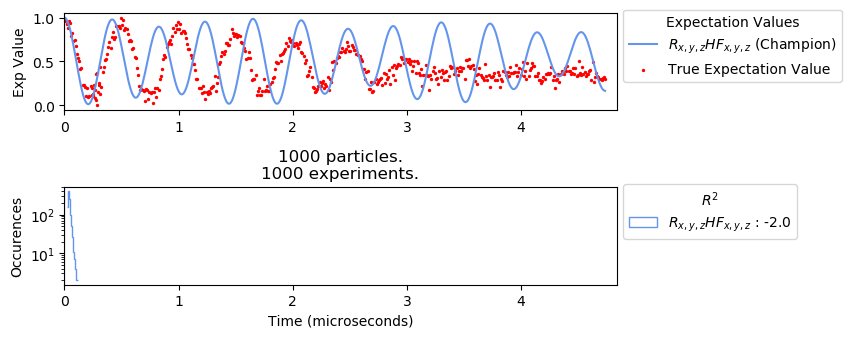 Expectation Values
R_{x,y,z}HF_{x,y,z} (Champion)
True Expectation Value
Exp Value
1.0
0.5
0.0
0 1 2 3 4
1000 particles.
1000 experiments.
R^2
R_{x,y,z}HF_{x,y,z} : -2.0
Occurences
10^2
10^1
0 1 2 3 4
Time (microseconds)